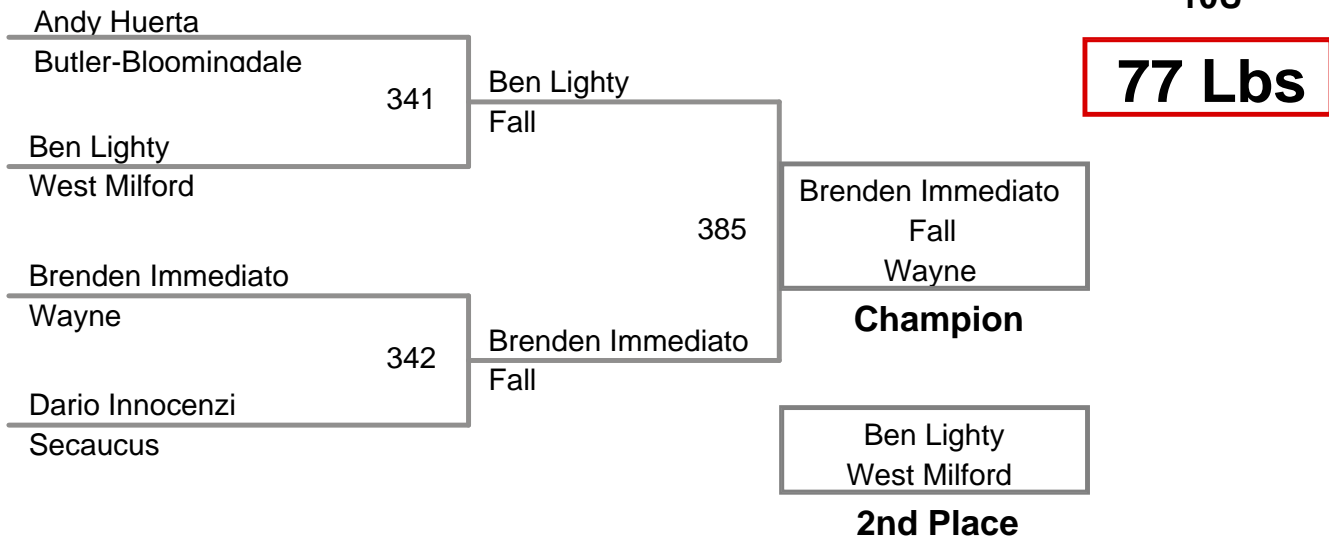 10U
77 Lbs
Andy Huerta
Butler-Bloomingdale
341
Ben Lighty
West Milford
Ben Lighty
Fall
Brenden Immediato
Wayne
342
Dario Innocenzi
Secaucus
Brenden Immediato
Fall
385
Brenden Immediato
Fall
Wayne
Champion
Ben Lighty
West Milford
2nd Place